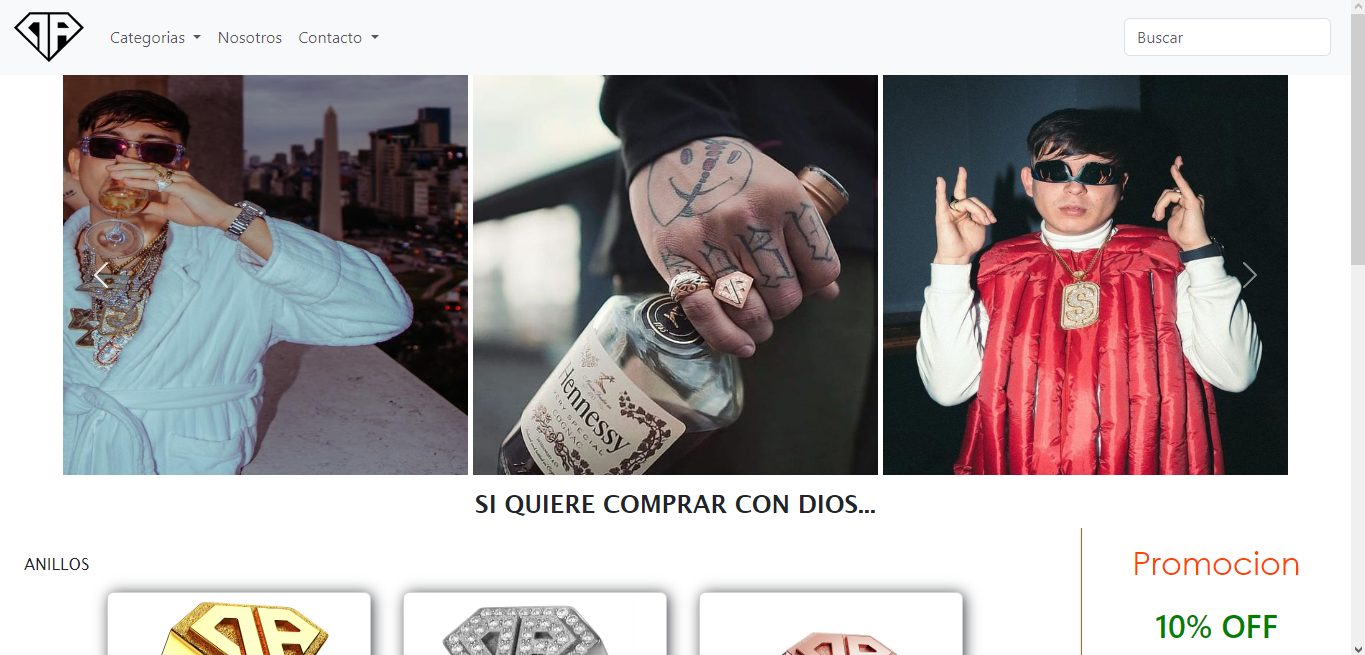 Categorias
Nosotros
Contacto
Buscar
Hennessy
VERY SPECIAL
COGNAC
SI QUIERE COMPRAR CON DIOS...
ANILLOS
Promocion
10% OFF